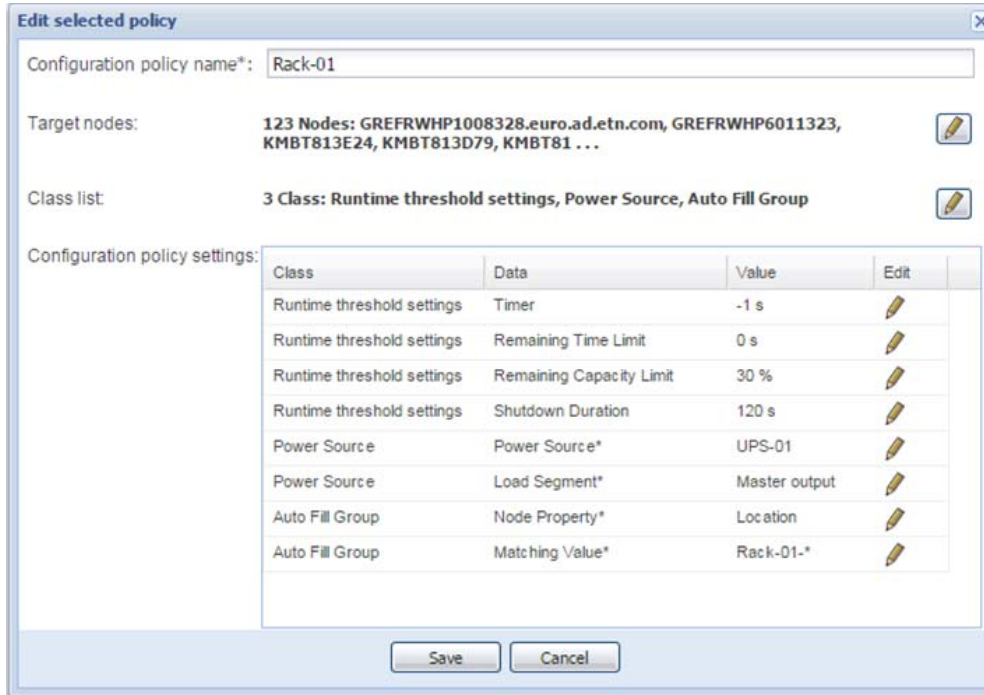 Edit selected policy
Configuration policy name*: Rack-01
Target nodes: 123 Nodes: GREFRWHP1008328.euro.ad.etn.com, GREFRWHP6011323,
KMBT813E24, KMBT813D79, KMBT81 . . .
Class list: 3 Class: Runtime threshold settings, Power Source, Auto Fill Group
Configuration policy settings:
Class Data Value Edit
Runtime threshold settings Timer -1 s
Runtime threshold settings Remaining Time Limit 0 s
Runtime threshold settings Remaining Capacity Limit 30 %
Runtime threshold settings Shutdown Duration 120 s
Power Source Power Source* UPS-01
Power Source Load Segment* Master output
Auto Fill Group Node Property* Location
Auto Fill Group Matching Value* Rack-01-*
Save Cancel